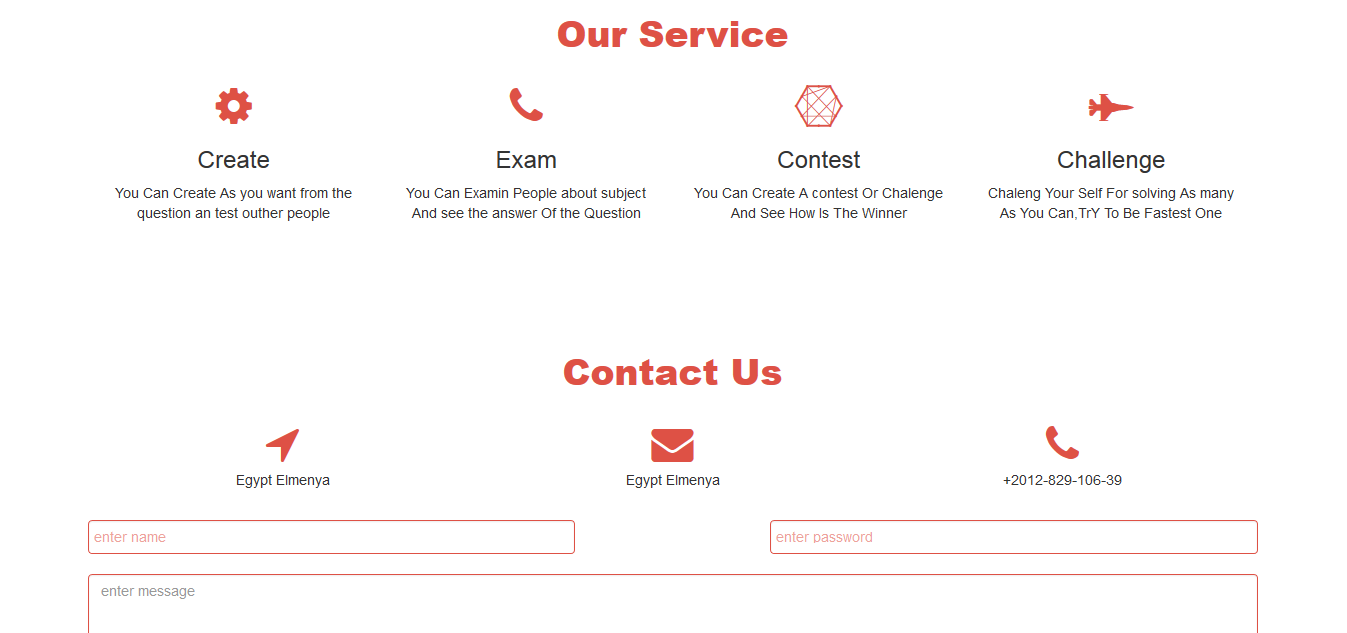 Our Service
Create
Exam
Contest
Challenge
You Can Create As you want from the
question an test outher people
You Can Examin People about subject
And see the answer Of the Question
You Can Create A contest Or Chalenge
And See How Is The Winner
Chaleng Your Self For solving As many
As You Can,TrY To Be Fastest One
Contact Us
Egypt Elmenya
Egypt Elmenya
+2012-829-106-39
enter name
enter password
enter message